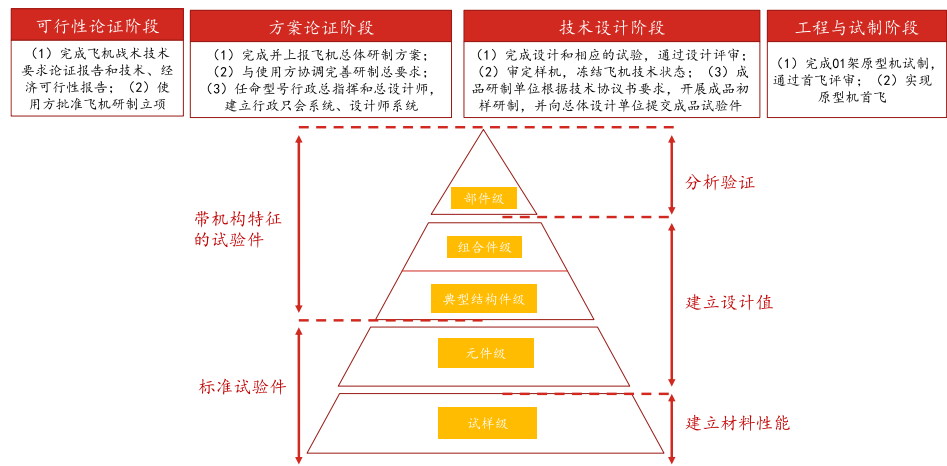 可行性论证阶段
（1）完成飞机战术技术
要求论证报告和技术、经
济可行性报告；（2）使
用方批准飞机研制立项
方案论证阶段
（1）完成并上报飞机总体研制方案；
（2）与使用方协调完善研制总要求；
（3）任命型号行政总指挥和总设计师，
建立行政只会系统、设计师系统
技术设计阶段
（1）完成设计和相应的试验，通过设计评审；
（2）审定样机，冻结飞机技术状态；（3）成
品研制单位根据技术协议书要求，开展成品初
样研制，并向总体设计单位提交成品试验件
工程与试制阶段
（1）完成01架原型机试制，
通过首飞评审；（2）实现
原型机首飞
部件级
分析验证
带机构特征
的试验件
组合件级
典型结构件级
建立设计值
元件级
标准试验件
试样级
建立材料性能